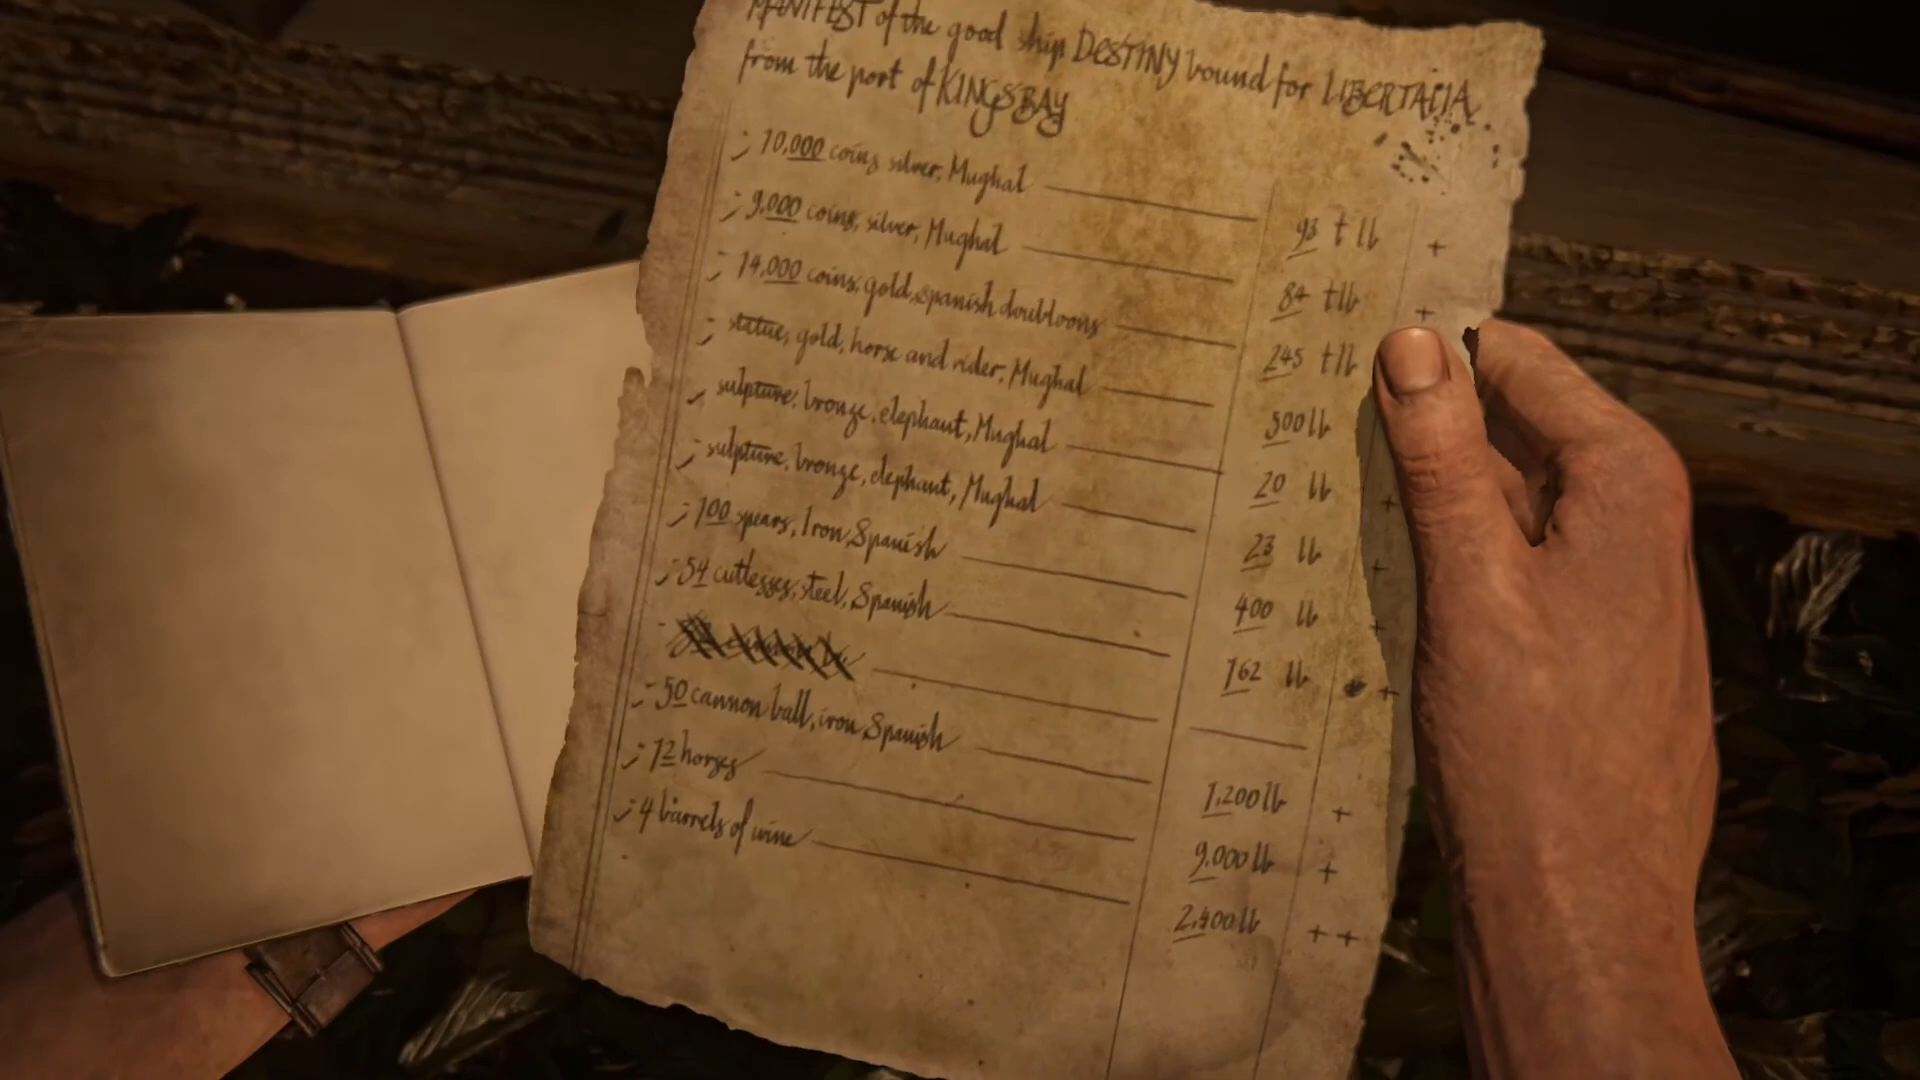 MANIFEST of the good ship DESTINY bound for LIBERTALIA
from the port of KINGS BAY
10,000 coins silver, Mughal 93 t lb +
9,000 coins, silver, Mughal 84 t lb +
14,000 coins, gold, spanish doubloons 245 t lb
statue, gold, horse and rider, Mughal 500 lb
sulpture, bronze, elephant, Mughal 20 lb +
sulpture, bronze, elephant, Mughal 23 lb +
100 spears, Iron, Spanish 400 lb +
54 cutlesses, steel, Spanish 162 lb +
50 cannon ball, iron Spanish 1,200 lb +
12 horses 9,000 lb +
4 barrels of wine 2,400 lb ++